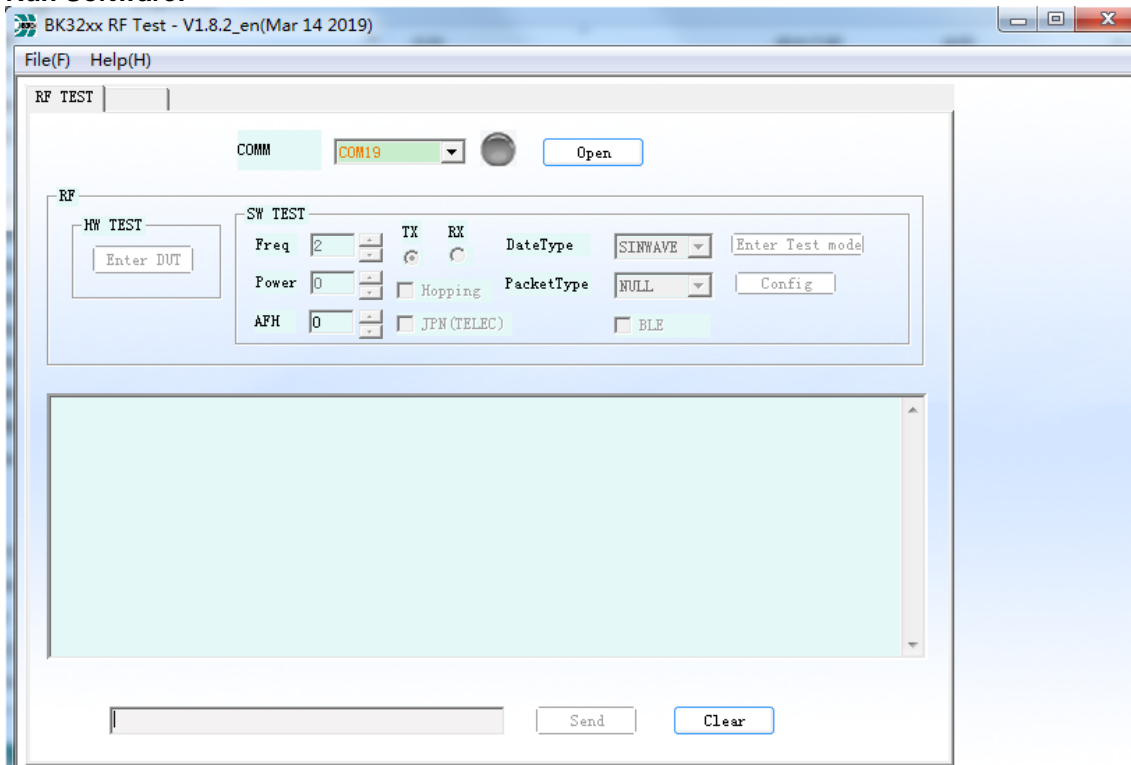 BK32xx RF Test - V1.8.2_en(Mar 14 2019)
File(F) Help(H)
RF TEST
COMM COM19 Open
RF
HW TEST
Enter DUT
SW TEST
Freq 2 TX RX DateType SINWAVE Enter Test mode
Power 0 Hopping PacketType NULL Config
AFH 0 JPN(TELEC) BLE
Send Clear